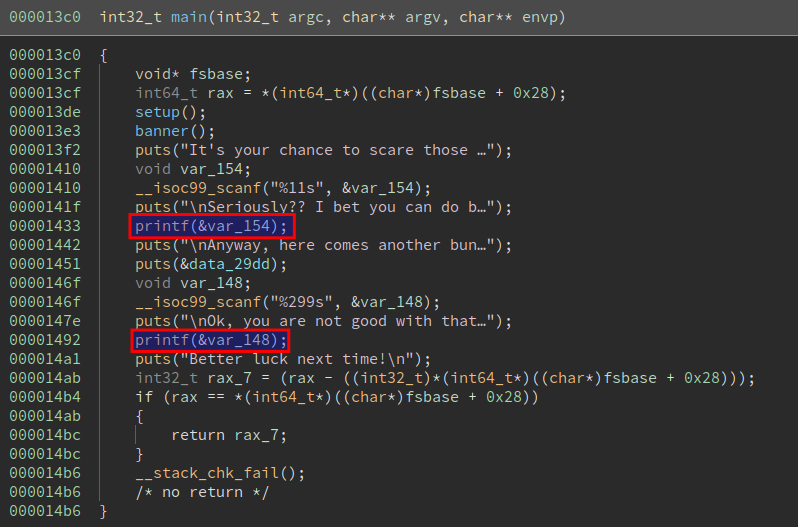 000013c0 int32_t main(int32_t argc, char** argv, char** envp)
000013c0 {
000013cf void* fsbase;
000013cf int64_t rax = *(int64_t*)((char*)fsbase + 0x28);
000013de setup();
000013e3 banner();
000013f2 puts("It's your chance to scare those …");
00001410 void var_154;
00001410 __isoc99_scanf("%11s", &var_154);
0000141f puts("\nSeriously?? I bet you can do b…");
00001433 printf(&var_154);
00001442 puts("\nAnyway, here comes another bun…");
00001451 puts(&data_29dd);
0000146f void var_148;
0000146f __isoc99_scanf("%299s", &var_148);
0000147e puts("\nOk, you are not good with that…");
00001492 printf(&var_148);
000014a1 puts("Better luck next time!\n");
000014ab int32_t rax_7 = (rax - ((int32_t)*(int64_t*)((char*)fsbase + 0x28)));
000014b4 if (rax == *(int64_t*)((char*)fsbase + 0x28))
000014ab {
000014bc return rax_7;
000014bc }
000014b6 __stack_chk_fail();
000014b6 /* no return */
000014b6 }